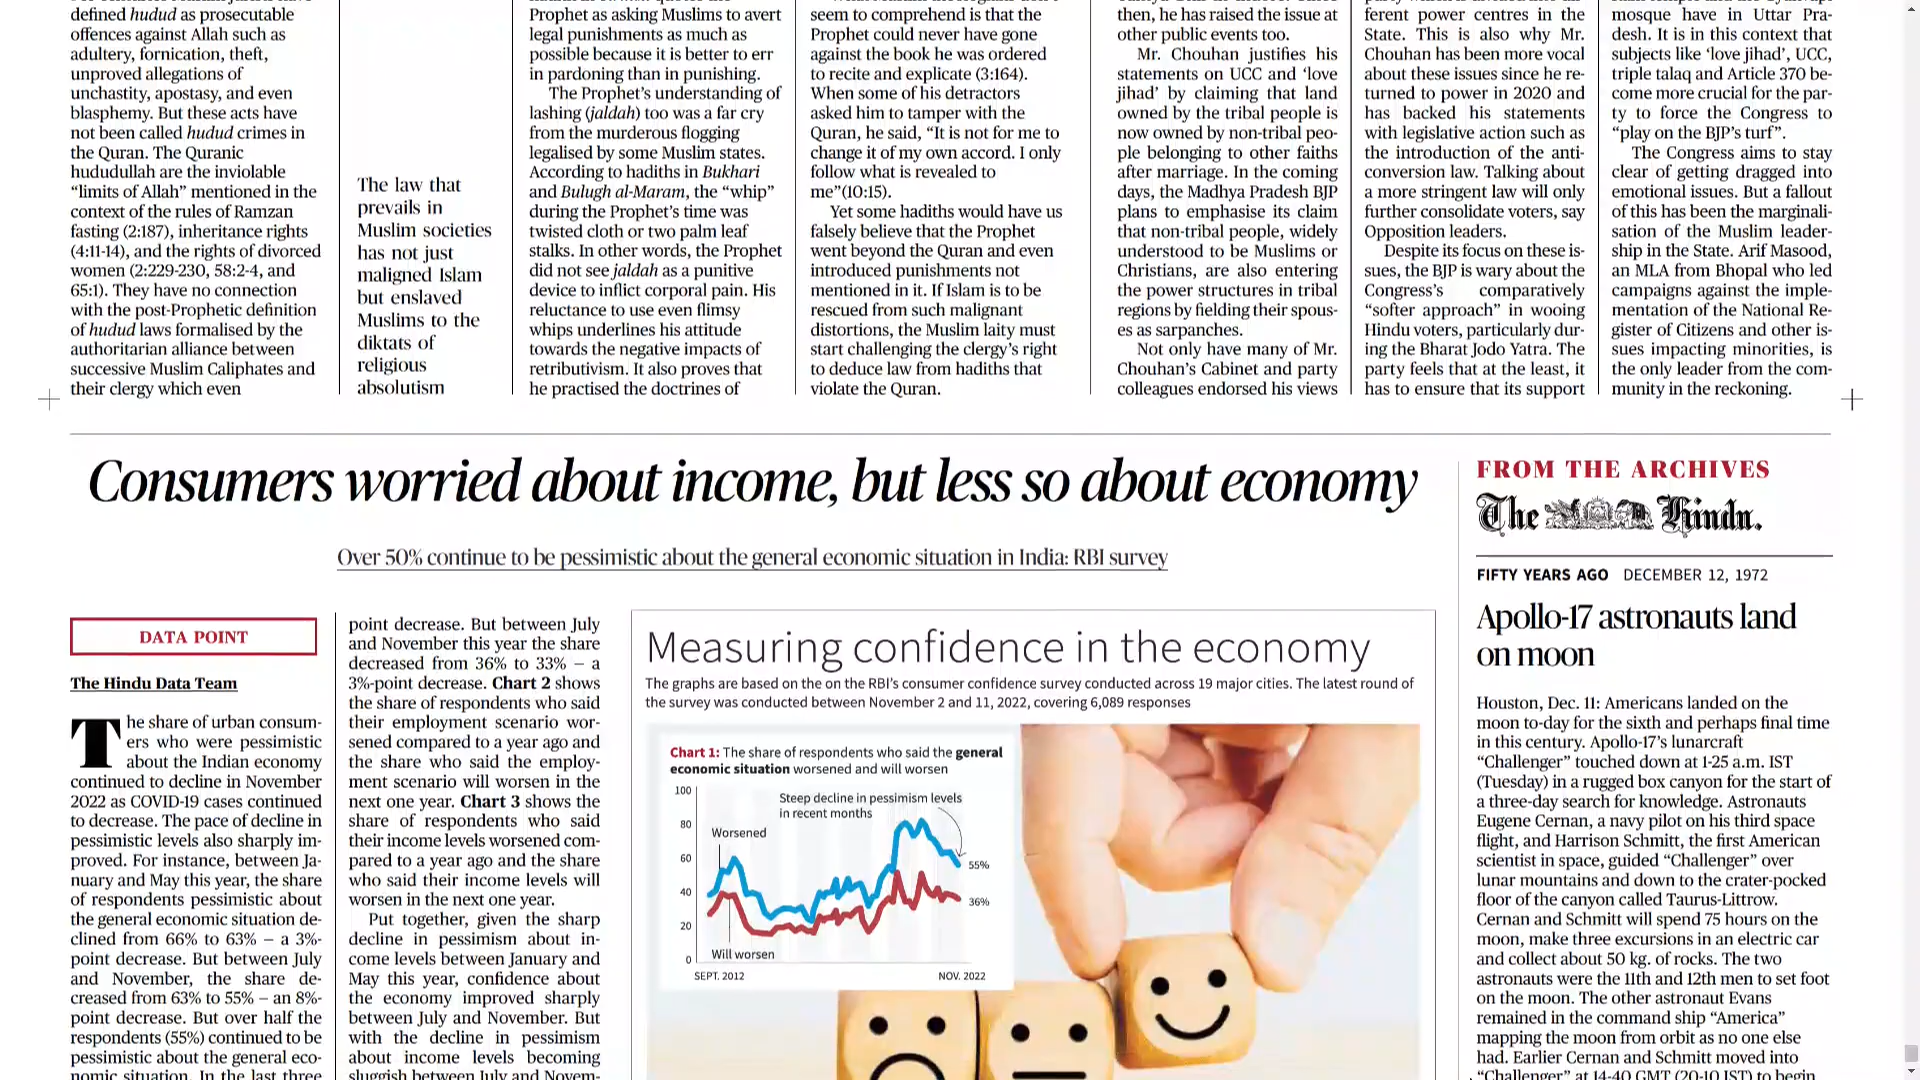 defined hudud as prosecutable
offences against Allah such as
adultery, fornication, theft,
unproved allegations of
unchastity, apostasy, and even
blasphemy. But these acts have
not been called hudud crimes in
the Quran. The Quranic
hududullah are the inviolable
“limits of Allah” mentioned in the
context of the rules of Ramzan
fasting (2:187), inheritance rights
(4:11-14), and the rights of divorced
women (2:229-230, 58:2-4, and
65:1). They have no connection
with the post-Prophetic definition
of hudud laws formalised by the
authoritarian alliance between
successive Muslim Caliphates and
their clergy which even
The law that
prevails in
Muslim societies
has not just
maligned Islam
but enslaved
Muslims to the
diktats of
religious
absolutism
Prophet as asking Muslims to avert
legal punishments as much as
possible because it is better to err
in pardoning than in punishing.
The Prophet’s understanding of
lashing (jaldah) too was a far cry
from the murderous flogging
legalised by some Muslim states.
According to hadiths in Bukhari
and Bulugh al-Maram, the “whip”
during the Prophet’s time was
twisted cloth or two palm leaf
stalks. In other words, the Prophet
did not see jaldah as a punitive
device to inflict corporal pain. His
reluctance to use even flimsy
whips underlines his attitude
towards the negative impacts of
retributivism. It also proves that
he practised the doctrines of
seem to comprehend is that the
Prophet could never have gone
against the book he was ordered
to recite and explicate (3:164).
When some of his detractors
asked him to tamper with the
Quran, he said, “It is not for me to
change it of my own accord. I only
follow what is revealed to
me”(10:15).
Yet some hadiths would have us
falsely believe that the Prophet
went beyond the Quran and even
introduced punishments not
mentioned in it. If Islam is to be
rescued from such malignant
distortions, the Muslim laity must
start challenging the clergy’s right
to deduce law from hadiths that
violate the Quran.
then, he has raised the issue at
other public events too.
Mr. Chouhan justifies his
statements on UCC and ‘love
jihad’ by claiming that land
owned by the tribal people is
now owned by non-tribal peo-
ple belonging to other faiths
after marriage. In the coming
days, the Madhya Pradesh BJP
plans to emphasise its claim
that non-tribal people, widely
understood to be Muslims or
Christians, are also entering
the power structures in tribal
regions by fielding their spous-
es as sarpanches.
Not only have many of Mr.
Chouhan’s Cabinet and party
colleagues endorsed his views
ferent power centres in the
State. This is also why Mr.
Chouhan has been more vocal
about these issues since he re-
turned to power in 2020 and
has backed his statements
with legislative action such as
the introduction of the anti-
conversion law. Talking about
a more stringent law will only
further consolidate voters, say
Opposition leaders.
Despite its focus on these is-
sues, the BJP is wary about the
Congress’s comparatively
“softer approach” in wooing
Hindu voters, particularly dur-
ing the Bharat Jodo Yatra. The
party feels that at the least, it
has to ensure that its support
mosque have in Uttar Pra-
desh. It is in this context that
subjects like ‘love jihad’, UCC,
triple talaq and Article 370 be-
come more crucial for the par-
ty to force the Congress to
“play on the BJP’s turf”.
The Congress aims to stay
clear of getting dragged into
emotional issues. But a fallout
of this has been the marginali-
sation of the Muslim leader-
ship in the State. Arif Masood,
an MLA from Bhopal who led
campaigns against the imple-
mentation of the National Re-
gister of Citizens and other is-
sues impacting minorities, is
the only leader from the com-
munity in the reckoning.
Consumers worried about income, but less so about economy
Over 50% continue to be pessimistic about the general economic situation in India: RBI survey
DATA POINT
The Hindu Data Team
The share of urban consum-
ers who were pessimistic
about the Indian economy
continued to decline in November
2022 as COVID-19 cases continued
to decrease. The pace of decline in
pessimistic levels also sharply im-
proved. For instance, between Ja-
nuary and May this year, the share
of respondents pessimistic about
the general economic situation de-
clined from 66% to 63% – a 3%-
point decrease. But between July
and November, the share de-
creased from 63% to 55% – an 8%-
point decrease. But over half the
respondents (55%) continued to be
pessimistic about the general eco-
nomic situation. In the last three
point decrease. But between July
and November this year the share
decreased from 36% to 33% – a
3%-point decrease. Chart 2 shows
the share of respondents who said
their employment scenario wor-
sened compared to a year ago and
the share who said the employ-
ment scenario will worsen in the
next one year. Chart 3 shows the
share of respondents who said
their income levels worsened com-
pared to a year ago and the share
who said their income levels will
worsen in the next one year.
Put together, given the sharp
decline in pessimism about in-
come levels between January and
May this year, confidence about
the economy improved sharply
between July and November. But
with the decline in pessimism
about income levels becoming
sluggish between July and Novem-
Measuring confidence in the economy
The graphs are based on the on the RBI’s consumer confidence survey conducted across 19 major cities. The latest round of
the survey was conducted between November 2 and 11, 2022, covering 6,089 responses
Chart 1: The share of respondents who said the general
economic situation worsened and will worsen
100
80
60
40
20
0
Steep decline in pessimism levels
in recent months
Worsened
55%
36%
Will worsen
SEPT. 2012
NOV. 2022
FROM THE ARCHIVES
The Hindu.
FIFTY YEARS AGO DECEMBER 12, 1972
Apollo-17 astronauts land
on moon
Houston, Dec. 11: Americans landed on the
moon to-day for the sixth and perhaps final time
in this century. Apollo-17’s lunarcraft
“Challenger” touched down at 1-25 a.m. IST
(Tuesday) in a rugged box canyon for the start of
a three-day search for knowledge. Astronauts
Eugene Cernan, a navy pilot on his third space
flight, and Harrison Schmitt, the first American
scientist in space, guided “Challenger” over
lunar mountains and down to the crater-pocked
floor of the canyon called Taurus-Littrow.
Cernan and Schmitt will spend 75 hours on the
moon, make three excursions in an electric car
and collect about 50 kg. of rocks. The two
astronauts were the 11th and 12th men to set foot
on the moon. The other astronaut Evans
remained in the command ship “America”
mapping the moon from orbit as no one else
had. Earlier Cernan and Schmitt moved into
“Challenger” at 14-40 GMT (20-10 IST) to begin